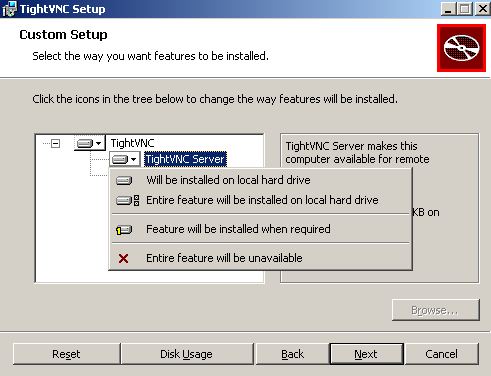 TightVNC Setup
Custom Setup
Select the way you want features to be installed.
Click the icons in the tree below to change the way features will be installed.
TightVNC
TightVNC Server
TightVNC Server makes this
computer available for remote
Will be installed on local hard drive
Entire feature will be installed on local hard drive
KB on
Feature will be installed when required
Entire feature will be unavailable
Browse...
Reset
Disk Usage
Back
Next
Cancel